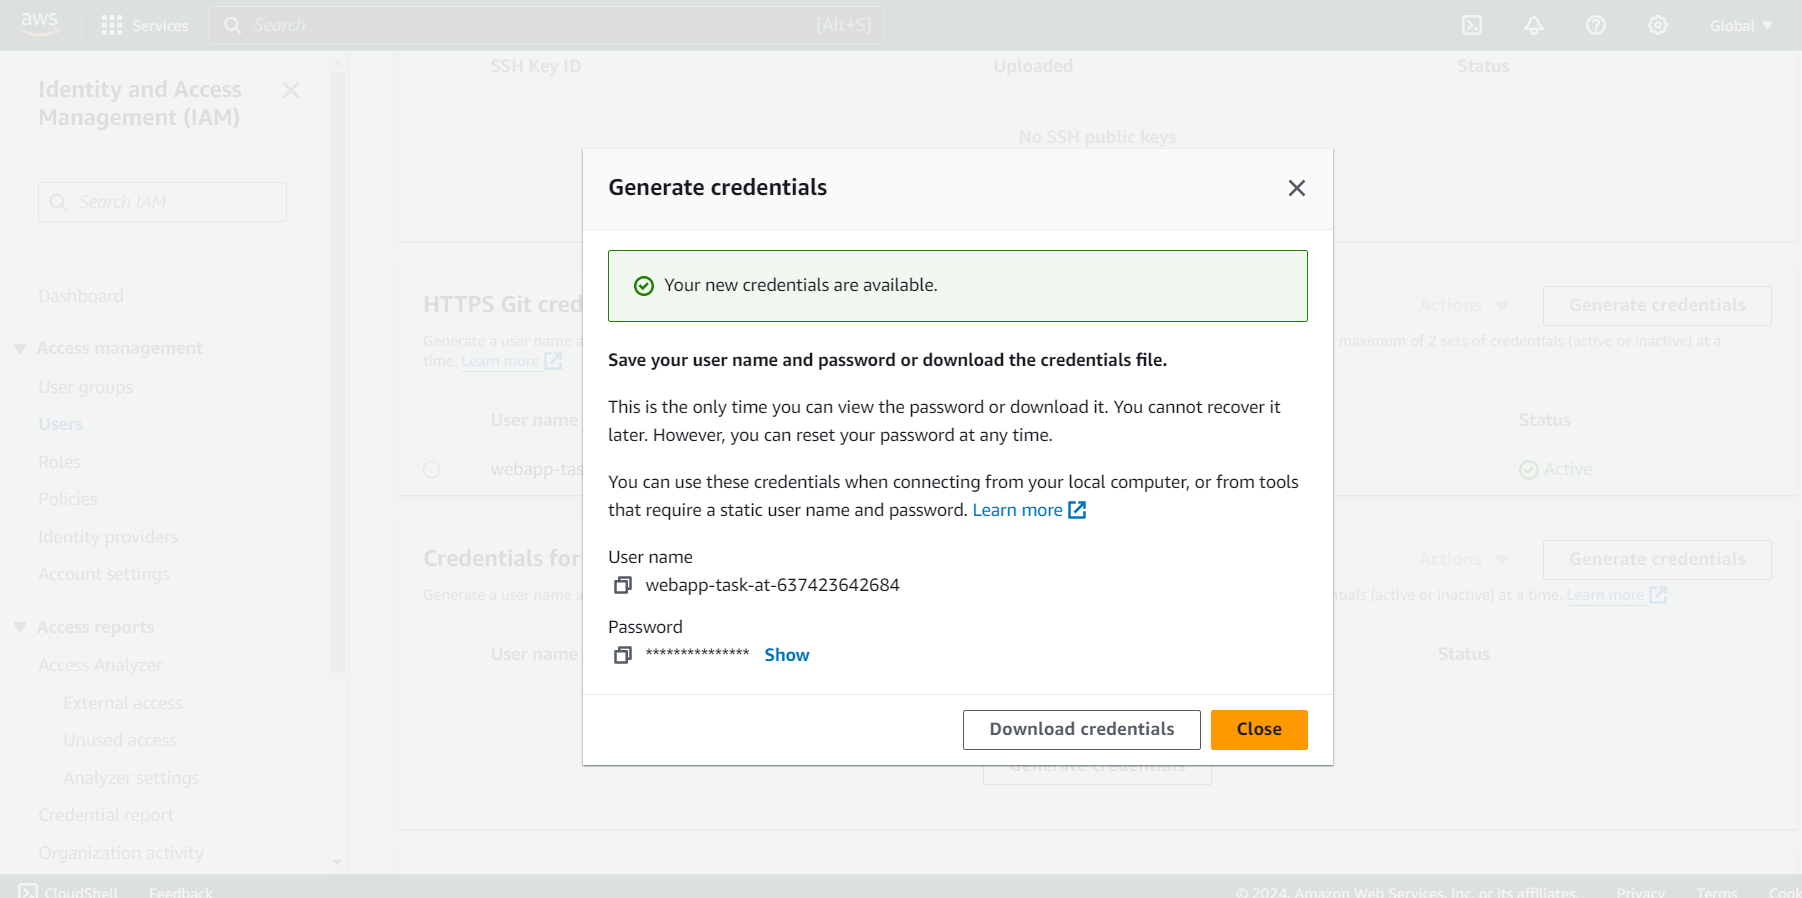 aws
Services
Search
[Alt+S]
Global
Identity and Access
Management (IAM)
Search IAM
Dashboard
Access management
User groups
Users
Roles
Policies
Identity providers
Account settings
Access reports
Access Analyzer
External access
Unused access
Analyzer settings
Credential report
Organization activity
SSH Key ID
Uploaded
Status
No SSH public keys
HTTPS Git cred
Actions
Generate credentials
Generate a user name a
maximum of 2 sets of credentials (active or inactive) at a
time. Learn more
User name
Status
webapp-tas
Active
Credentials for
Actions
Generate credentials
Generate a user name a
ntials (active or inactive) at a time. Learn more
User name
Status
Generate credentials
Generate credentials
Your new credentials are available.
Save your user name and password or download the credentials file.
This is the only time you can view the password or download it. You cannot recover it
later. However, you can reset your password at any time.
You can use these credentials when connecting from your local computer, or from tools
that require a static user name and password. Learn more
User name
webapp-task-at-637423642684
Password
*************** Show
Download credentials
Close
CloudShell
Feedback
© 2024, Amazon Web Services, Inc. or its affiliates.
Privacy
Terms
Cook